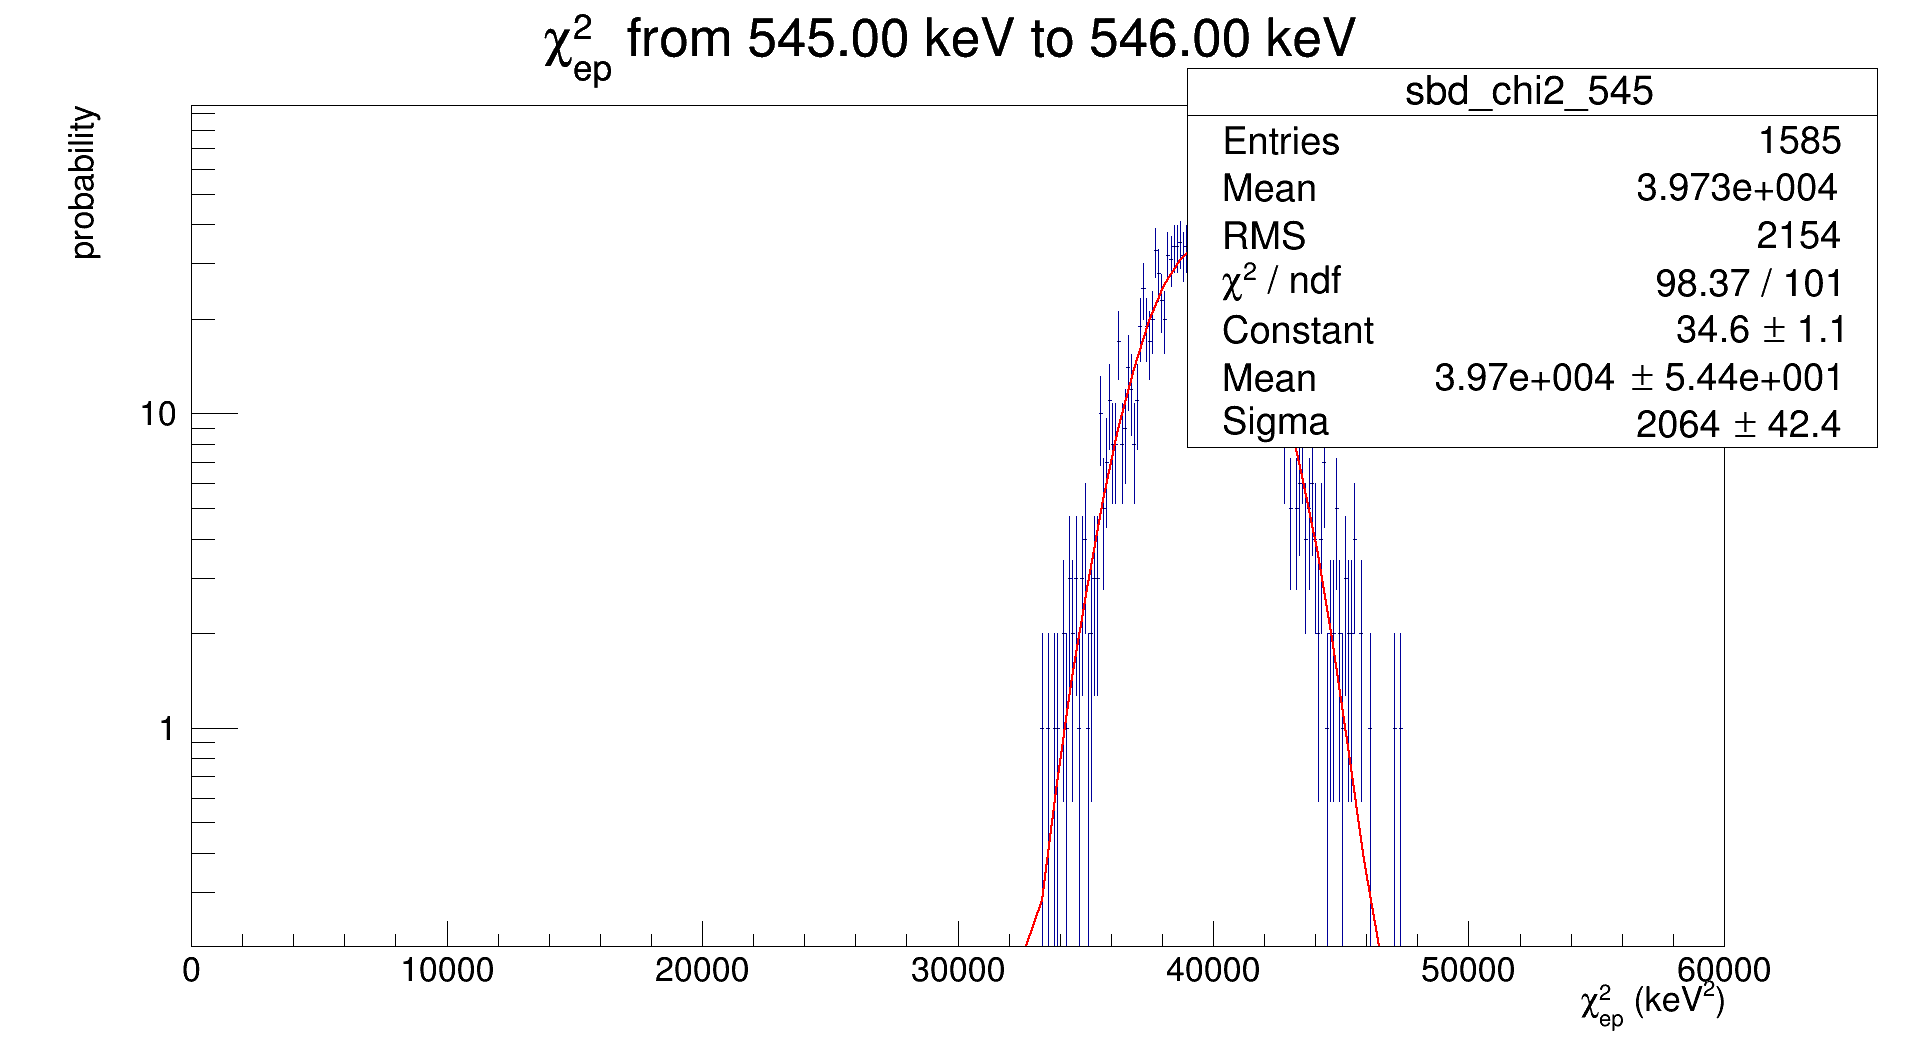 χ²ep from 545.00 keV to 546.00 keV
probability
sbd_chi2_545
Entries 1585
Mean 3.973e+004
RMS 2154
χ² / ndf 98.37 / 101
Constant 34.6 ± 1.1
Mean 3.97e+004 ± 5.44e+001
Sigma 2064 ± 42.4
10
1
0 10000 20000 30000 40000 50000 60000
χ²ep (keV²)